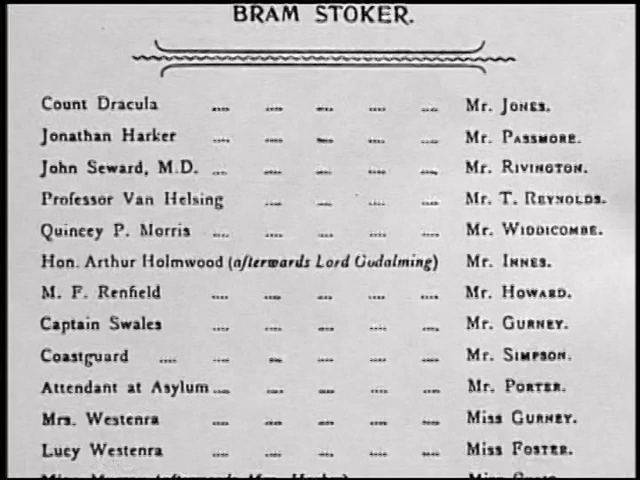 BRAM STOKER.
Count Dracula .... .... .... .... .... Mr. JONES.
Jonathan Harker .... .... .... .... .... Mr. PASSMORE.
John Seward, M.D. .... .... .... .... .... Mr. RIVINGTON.
Professor Van Helsing .... .... .... .... Mr. T. REYNOLDS.
Quincey P. Morris .... .... .... .... .... Mr. WIDDICOMBE.
Hon. Arthur Holmwood (afterwards Lord Godalming) Mr. INNES.
M. F. Renfield .... .... .... .... .... Mr. HOWARD.
Captain Swales .... .... .... .... .... Mr. GURNEY.
Coastguard .... .... .... .... .... .... Mr. SIMPSON.
Attendant at Asylum .... .... .... .... .... Mr. PORTER.
Mrs. Westenra .... .... .... .... .... Miss GURNEY.
Lucy Westenra .... .... .... .... .... Miss FOSTER.